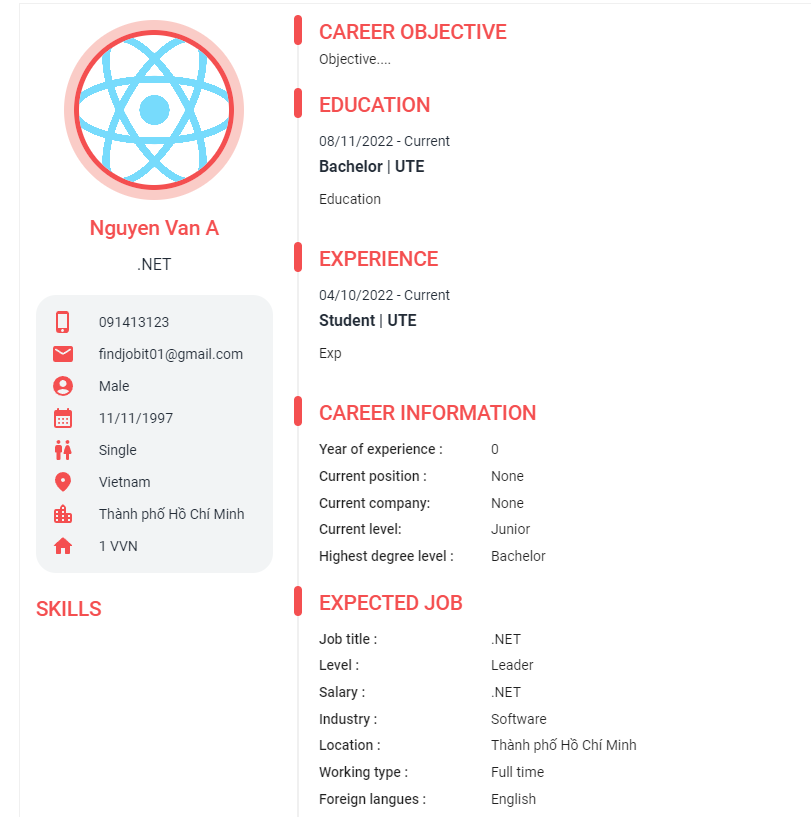 Nguyen Van A
.NET
091413123
findjobit01@gmail.com
Male
11/11/1997
Single
Vietnam
Thành phố Hồ Chí Minh
1 VVN
SKILLS
CAREER OBJECTIVE
Objective....
EDUCATION
08/11/2022 - Current
Bachelor | UTE
Education
EXPERIENCE
04/10/2022 - Current
Student | UTE
Exp
CAREER INFORMATION
Year of experience : 0
Current position : None
Current company: None
Current level: Junior
Highest degree level : Bachelor
EXPECTED JOB
Job title : .NET
Level : Leader
Salary : .NET
Industry : Software
Location : Thành phố Hồ Chí Minh
Working type : Full time
Foreign langues : English